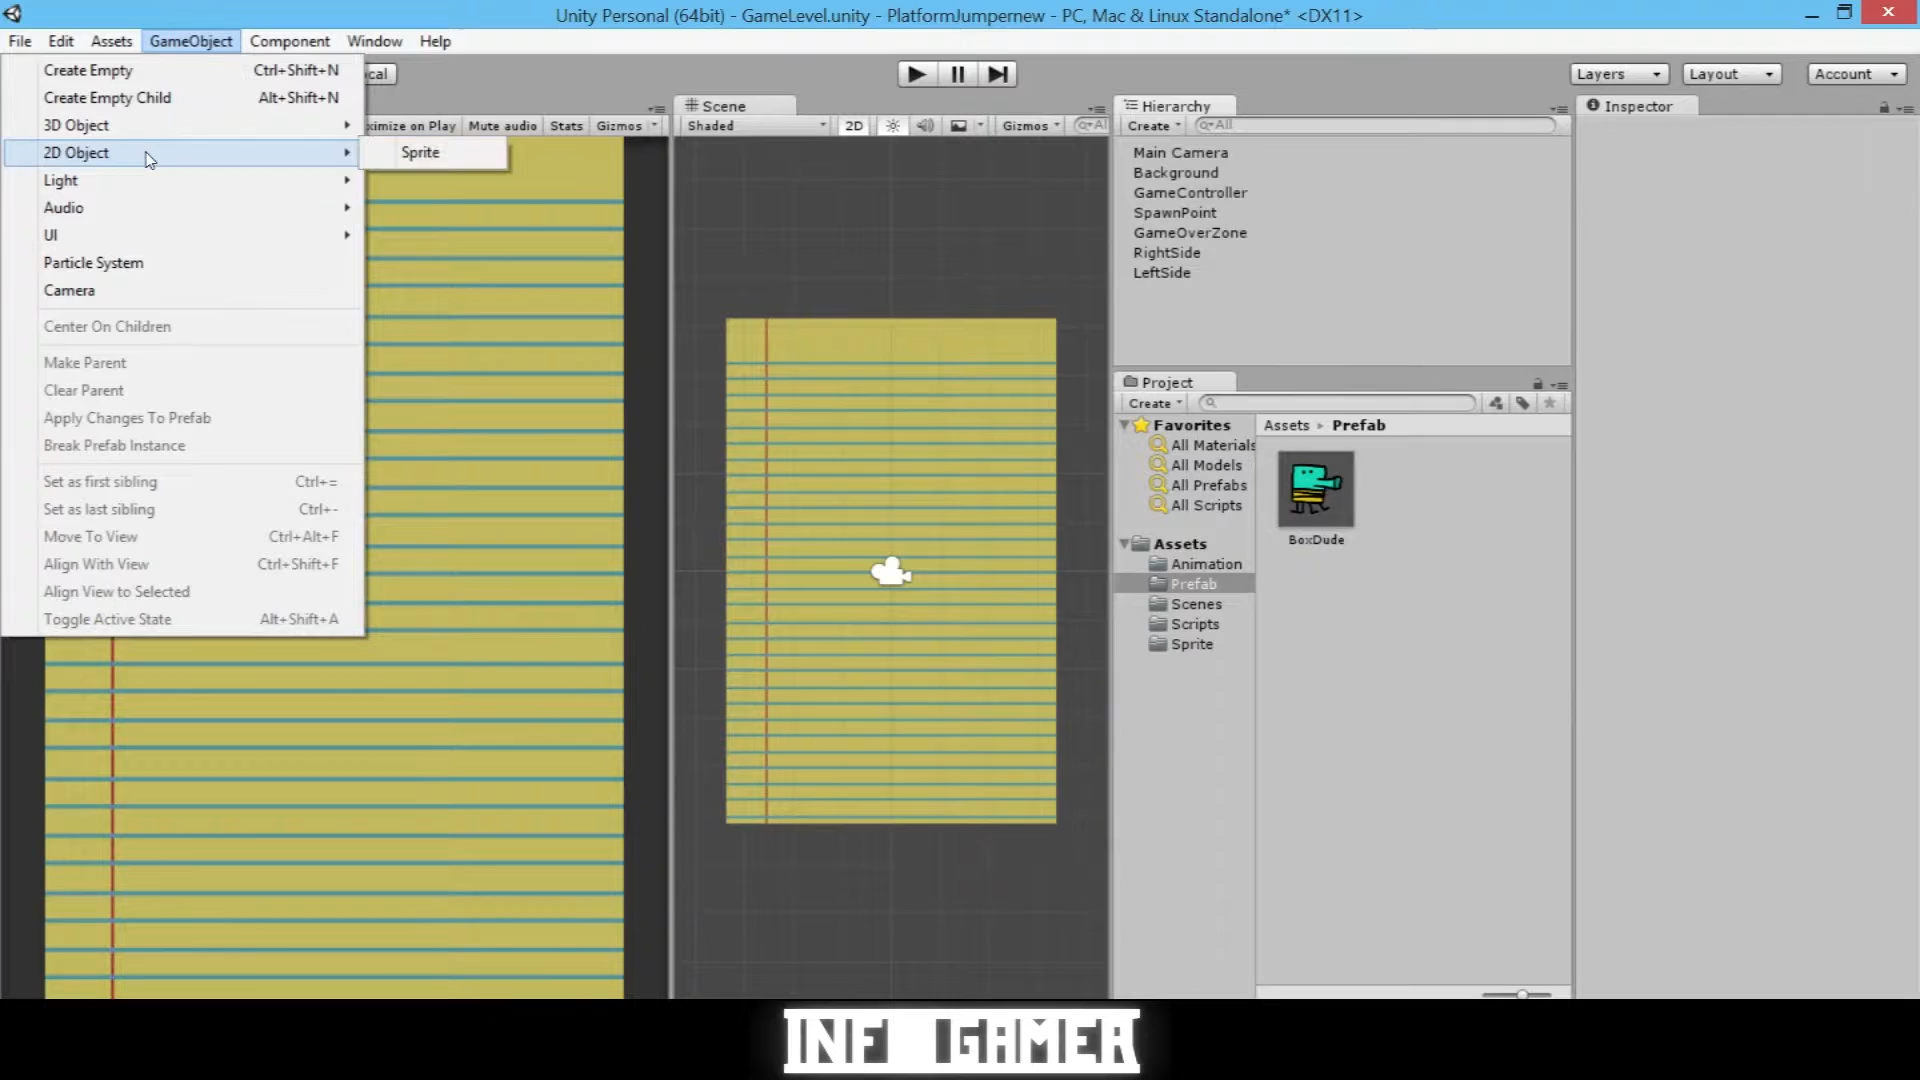 Unity Personal (64bit) - GameLevel.unity - PlatformJumpernew - PC, Mac & Linux Standalone* <DX11>
File Edit Assets GameObject Component Window Help
Create Empty Ctrl+Shift+N
Create Empty Child Alt+Shift+N
3D Object
2D Object
Sprite
Light
Audio
UI
Particle System
Camera
Center On Children
Make Parent
Clear Parent
Apply Changes To Prefab
Break Prefab Instance
Set as first sibling Ctrl+=
Set as last sibling Ctrl+-
Move To View Ctrl+Alt+F
Align With View Ctrl+Shift+F
Align View to Selected
Toggle Active State Alt+Shift+A
Layers Layout Account
Mute audio Stats Gizmos
on Play
Scene
Shaded 2D Gizmos All
Hierarchy
Create All
Main Camera
Background
GameController
SpawnPoint
GameOverZone
RightSide
LeftSide
Project
Create
Favorites
All Materials
All Models
All Prefabs
All Scripts
Assets
Animation
Prefab
Scenes
Scripts
Sprite
Assets Prefab
BoxDude
Inspector
INF GAMER